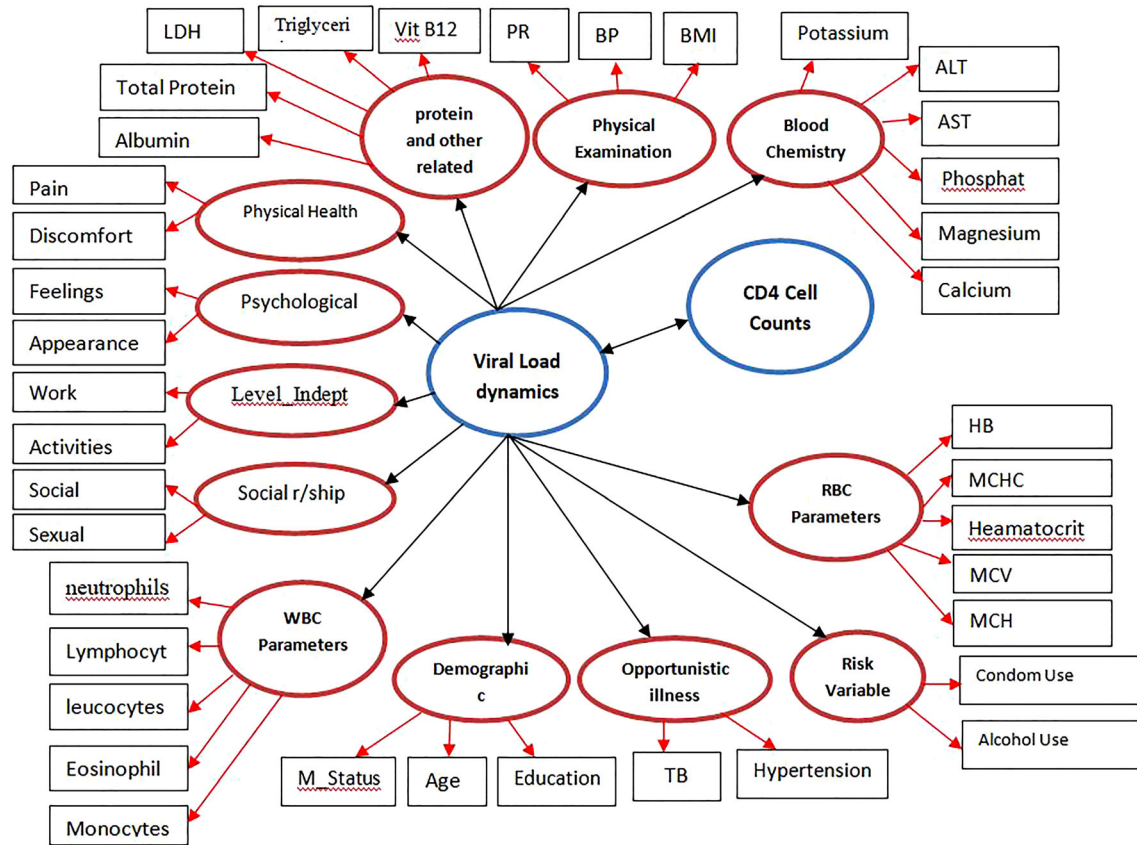 LDH
Triglyceri
Vit B12
PR
BP
BMI
Potassium
Total Protein
Albumin
protein
and other
related
Physical
Examination
Blood
Chemistry
ALT
AST
Phosphat
Magnesium
Calcium
Pain
Discomfort
Physical Health
Feelings
Appearance
Psychological
CD4 Cell
Counts
Viral Load
dynamics
Work
Activities
Level_Indept
Social
Sexual
Social r/ship
RBC
Parameters
HB
MCHC
Heamatocrit
MCV
MCH
neutrophils
Lymphocyt
leucocytes
Eosinophil
Monocytes
WBC
Parameters
Demographi
c
Opportunistic
illness
Risk
Variable
Condom Use
Alcohol Use
M_Status
Age
Education
TB
Hypertension